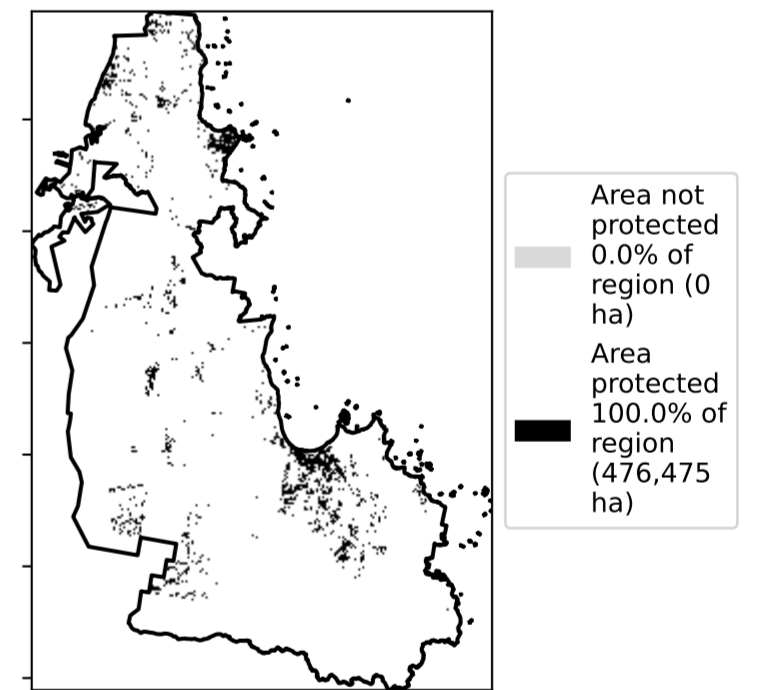 Area not
protected
0.0% of
region (0
ha)
Area
protected
100.0% of
region
(476,475
ha)